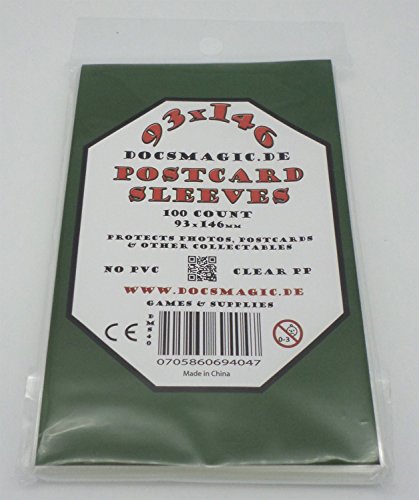 93x146
DOCSMAGIC.DE
POSTCARD
SLEEVES
100 COUNT
93x146MM
PROTECTS PHOTOS, POSTCARDS
& OTHER COLLECTABLES
NO PVC
CLEAR PP
WWW.DOCSMAGIC.DE
GAMES & SUPPLIES
CE
DMS40
0-3
0705860694047
Made in China